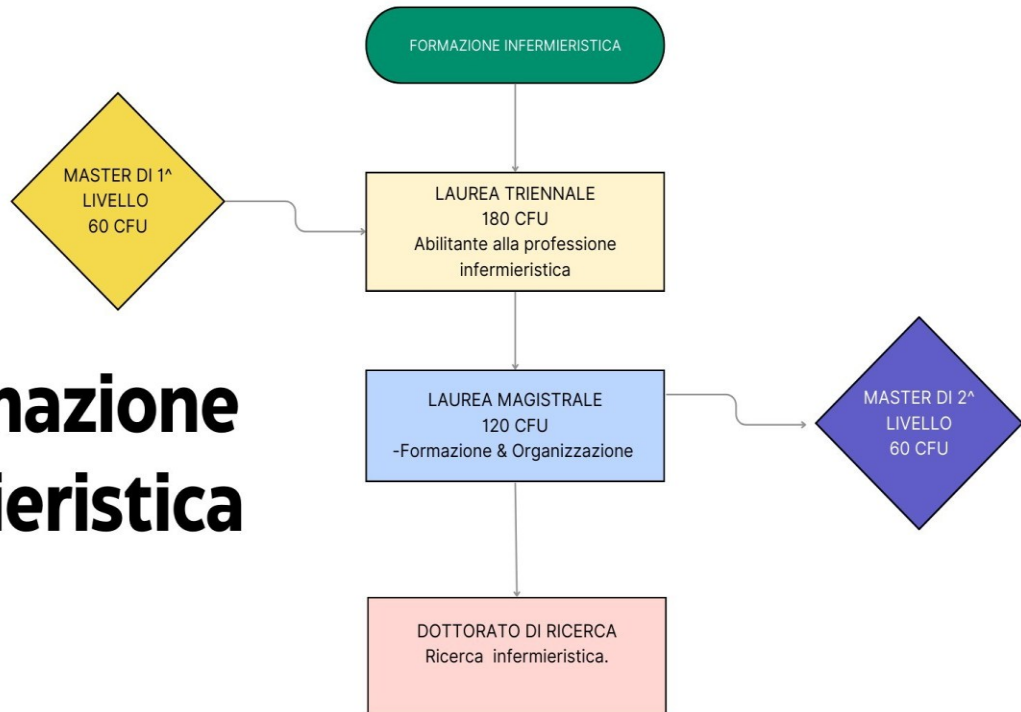 FORMAZIONE INFERMIERISTICA
MASTER DI 1^
LIVELLO
60 CFU
LAUREA TRIENNALE
180 CFU
Abilitante alla professione
infermieristica
mazione
ieristica
LAUREA MAGISTRALE
120 CFU
-Formazione & Organizzazione
MASTER DI 2^
LIVELLO
60 CFU
DOTTORATO DI RICERCA
Ricerca infermieristica.